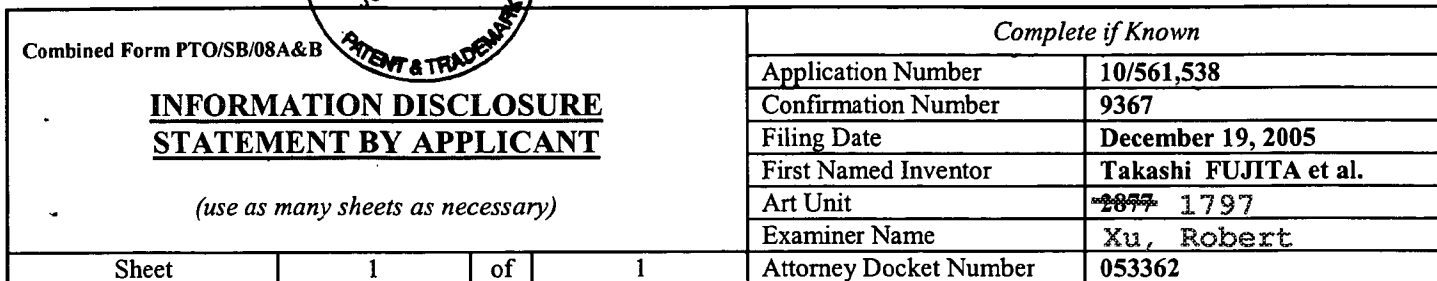 Combined Form PTO/SB/08A&B
PATENT & TRADEMARK
INFORMATION DISCLOSURE
STATEMENT BY APPLICANT
(use as many sheets as necessary)
Sheet 1 of 1
Complete if Known
Application Number 10/561,538
Confirmation Number 9367
Filing Date December 19, 2005
First Named Inventor Takashi FUJITA et al.
Art Unit 2877 1797
Examiner Name Xu, Robert
Attorney Docket Number 053362